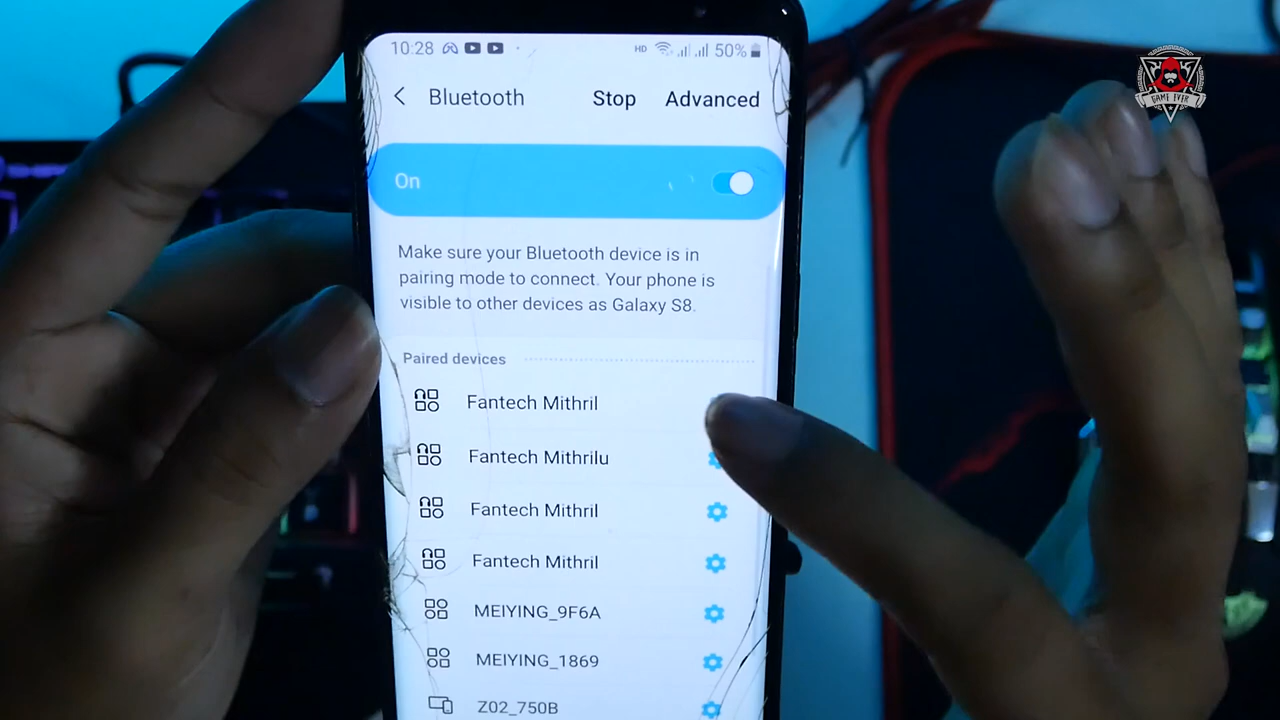 10:28
HD
50%
Bluetooth
Stop
Advanced
On
Make sure your Bluetooth device is in
pairing mode to connect. Your phone is
visible to other devices as Galaxy S8.
Paired devices
Fantech Mithril
Fantech Mithrilu
Fantech Mithril
Fantech Mithril
MEIYING_9F6A
MEIYING_1869
Z02_750B
GAME EVER